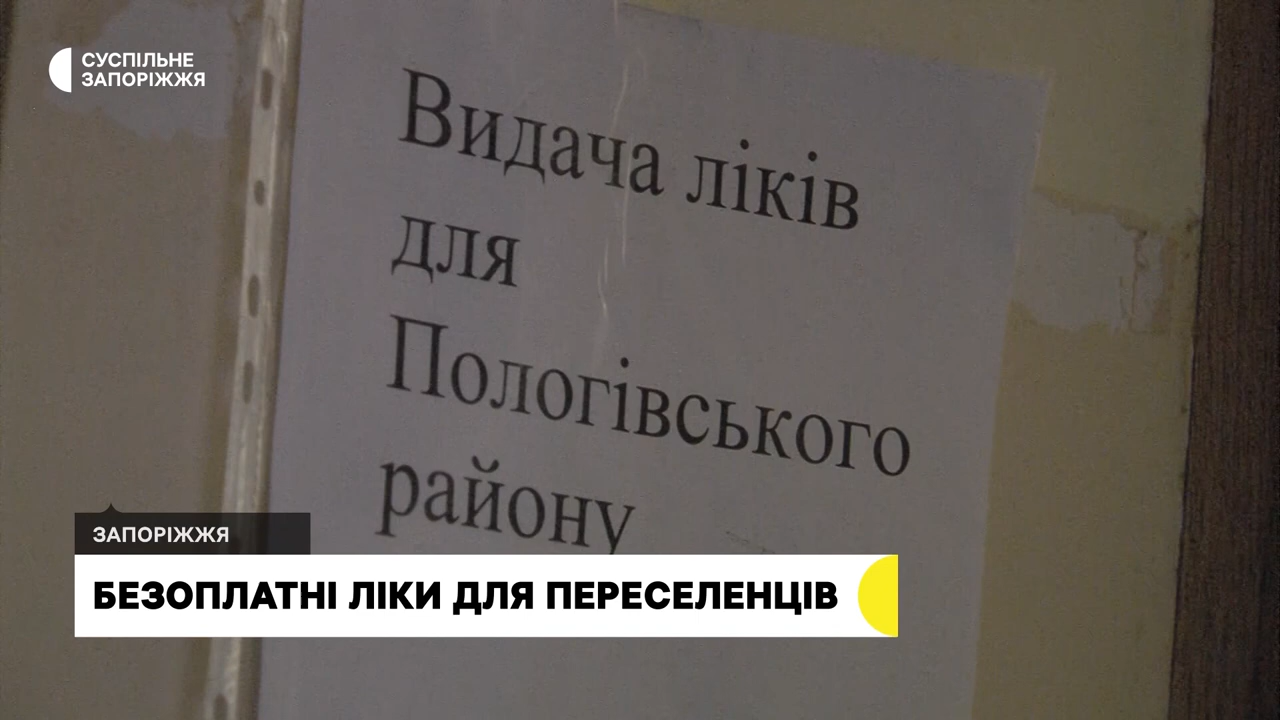 СУСПІЛЬНЕ
ЗАПОРІЖЖЯ
Видача ліків
для
Пологівського
району
ЗАПОРІЖЖЯ
БЕЗОПЛАТНІ ЛІКИ ДЛЯ ПЕРЕСЕЛЕНЦІВ